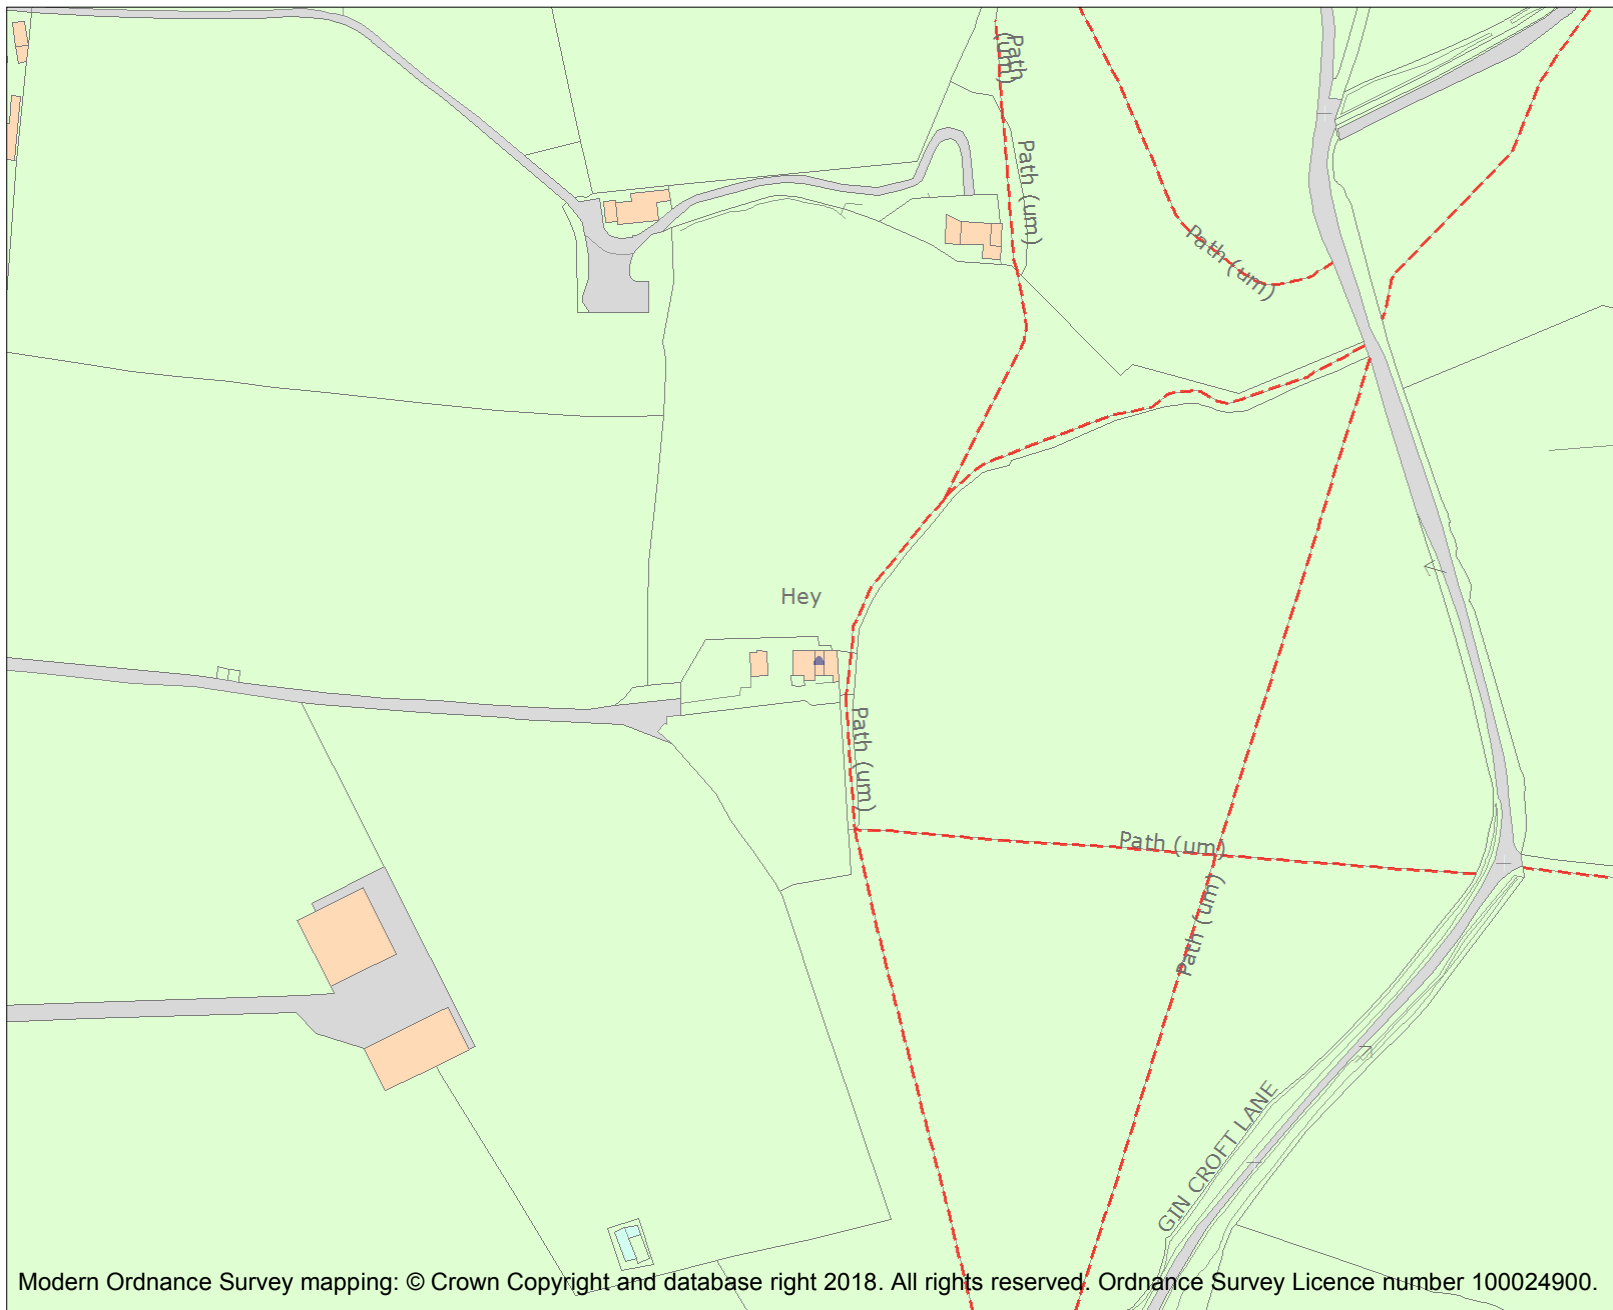 Path
(um)
Path (um)
Path (um)
Hey
Path (um)
Path (um)
Path (um)
GIN CROFT LANE
Modern Ordnance Survey mapping: © Crown Copyright and database right 2018. All rights reserved. Ordnance Survey Licence number 100024900.